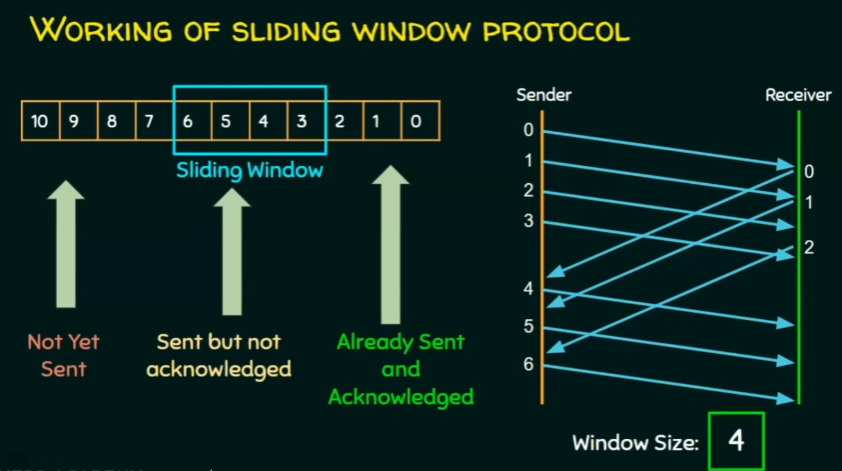 WORKING OF SLIDING WINDOW PROTOCOL
10 9 8 7 6 5 4 3 2 1 0
Sliding Window
Not Yet
Sent
Sent but not
acknowledged
Already Sent
and
Acknowledged
Sender
Receiver
0
1
2
3
4
5
6
0
1
2
Window Size: 4